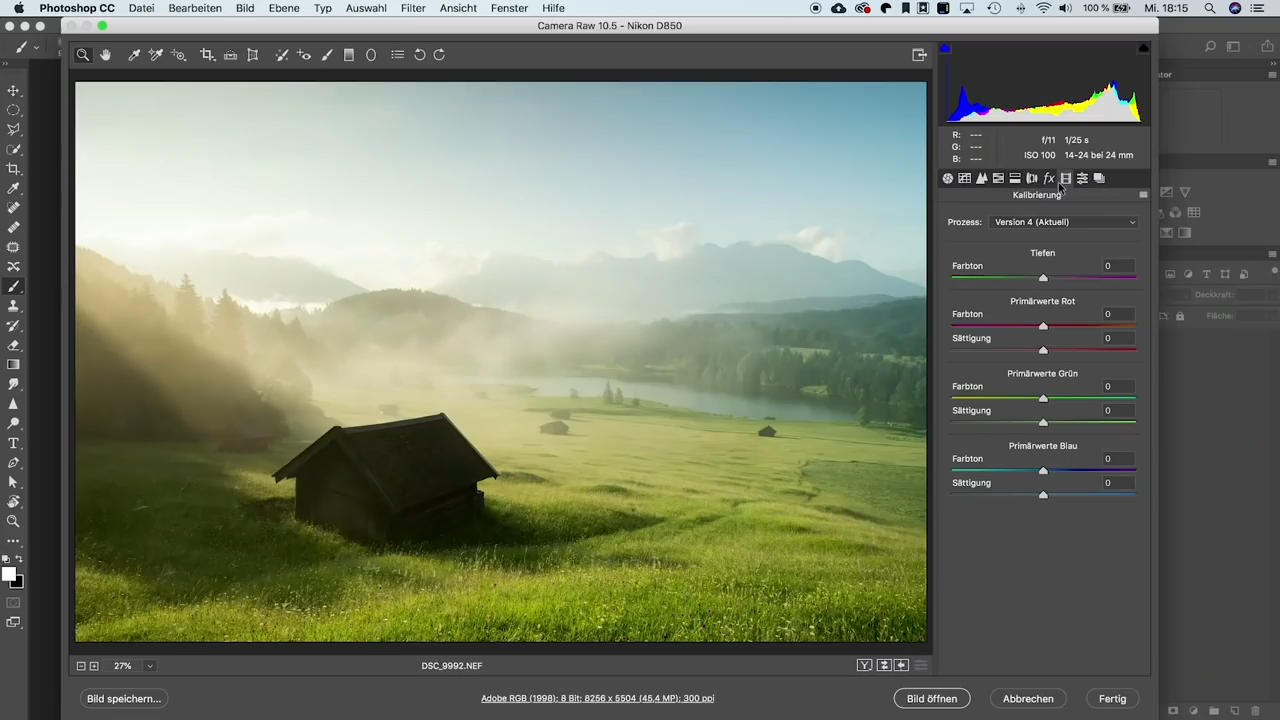 Photoshop CC Datei Bearbeiten Bild Ebene Typ Auswahl Filter Ansicht Fenster Hilfe 100 % Mi. 18:15
Camera Raw 10.5 - Nikon D850
R: ---
G: ---
B: ---
f/11 1/25 s
ISO 100 14-24 bei 24 mm
fx
Kalibrierung
Prozess: Version 4 (Aktuell)
Tiefen
Farbton 0
Primärwerte Rot
Farbton 0
Sättigung 0
Primärwerte Grün
Farbton 0
Sättigung 0
Primärwerte Blau
Farbton 0
Sättigung 0
Deckkraft:
Fläche:
27%
DSC_9992.NEF
Y
Bild speichern...
Adobe RGB (1998); 8 Bit; 8256 x 5504 (45,4 MP); 300 ppi
Bild öffnen
Abbrechen
Fertig